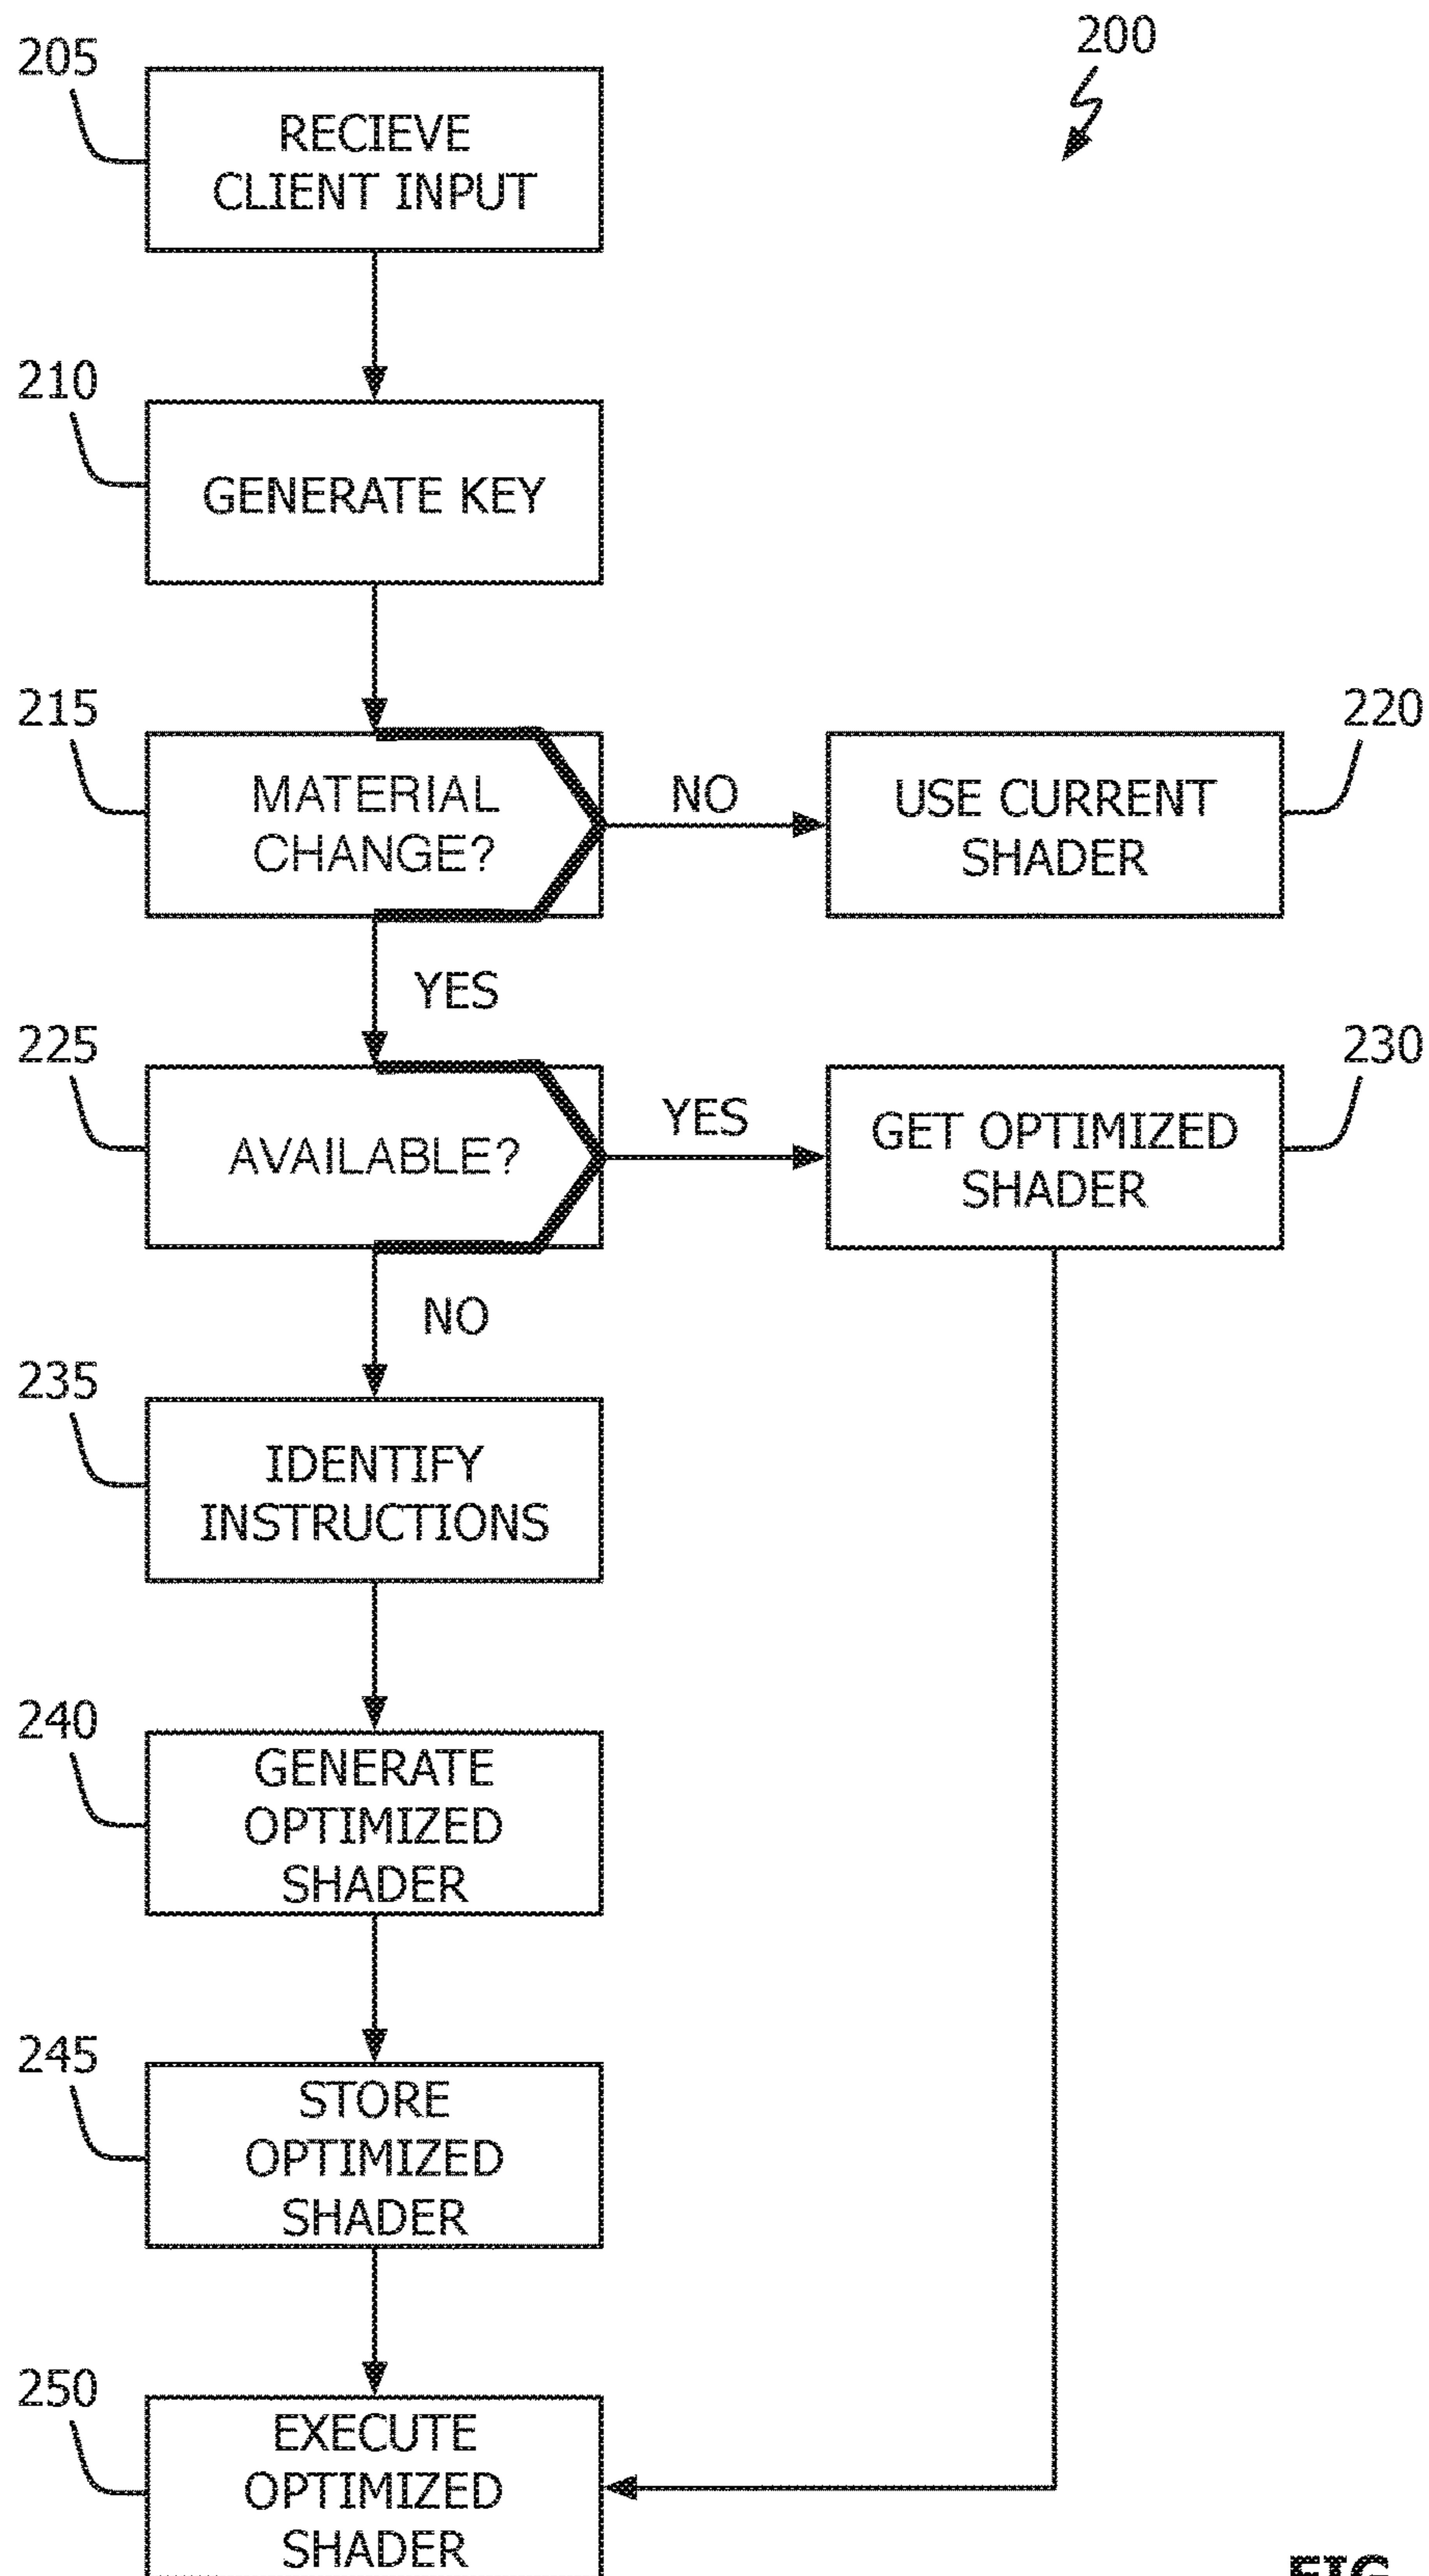 200
205
RECIEVE
CLIENT INPUT
210
GENERATE KEY
215
MATERIAL
CHANGE?
NO
220
USE CURRENT
SHADER
YES
225
AVAILABLE?
YES
230
GET OPTIMIZED
SHADER
NO
235
IDENTIFY
INSTRUCTIONS
240
GENERATE
OPTIMIZED
SHADER
245
STORE
OPTIMIZED
SHADER
250
EXECUTE
OPTIMIZED
SHADER
FIG